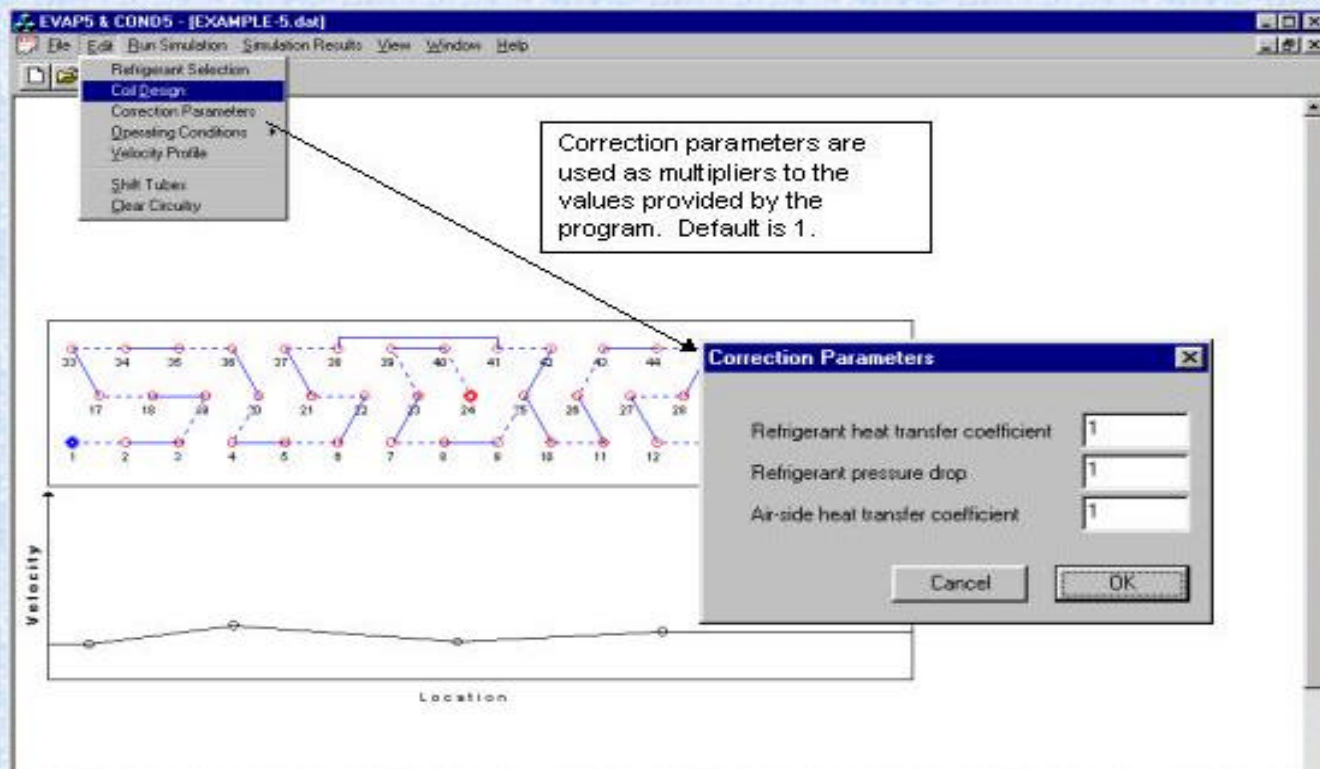 EVAP5 & COND5 - [EXAMPLE-5.dat]
File Edit Run Simulation Simulation Results View Window Help
Refrigerant Selection
Coil Design
Correction Parameters
Operating Conditions
Velocity Profile
Shift Tubes
Clear Circuitry
Correction parameters are
used as multipliers to the
values provided by the
program. Default is 1.
33 34 35 36 37 38 39 40 41 42 43 44
17 18 19 20 21 22 23 24 25 26 27 28
1 2 3 4 5 6 7 8 9 10 11 12
Velocity
Location
Correction Parameters
Refrigerant heat transfer coefficient 1
Refrigerant pressure drop 1
Air-side heat transfer coefficient 1
Cancel OK